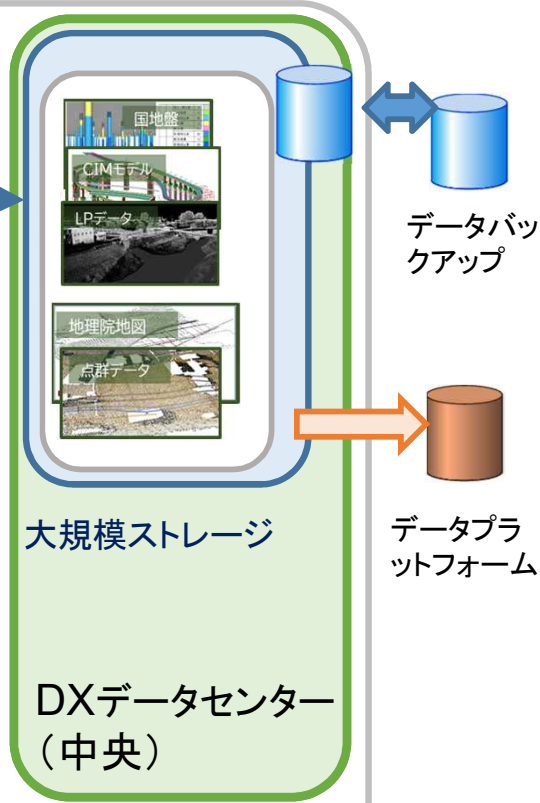 国地盤
CIMモデル
LPデータ
地理院地図
点群データ
大規模ストレージ
DXデータセンター
（中央）
データバッ
クアップ
データプラ
ットフォーム